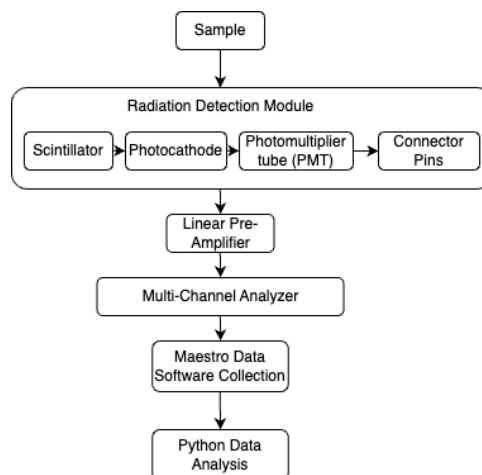 Sample
Radiation Detection Module
Scintillator
Photocathode
Photomultiplier
tube (PMT)
Connector
Pins
Linear Pre-
Amplifier
Multi-Channel Analyzer
Maestro Data
Software Collection
Python Data
Analysis